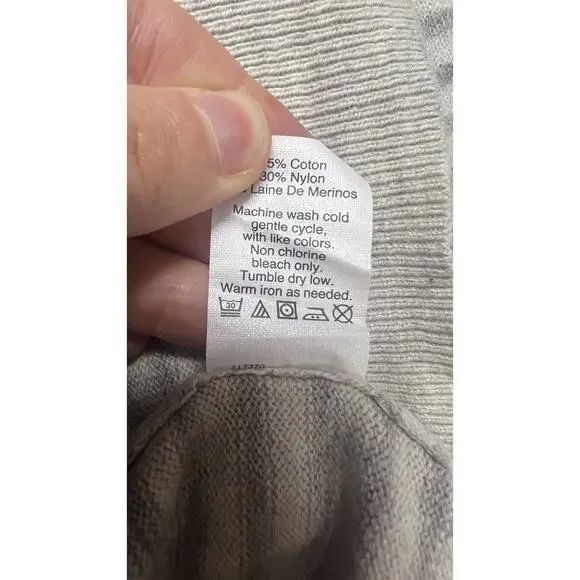 5% Coton
30% Nylon
Laine De Merinos
Machine wash cold
gentle cycle,
with like colors.
Non chlorine
bleach only.
Tumble dry low.
Warm iron as needed.
30